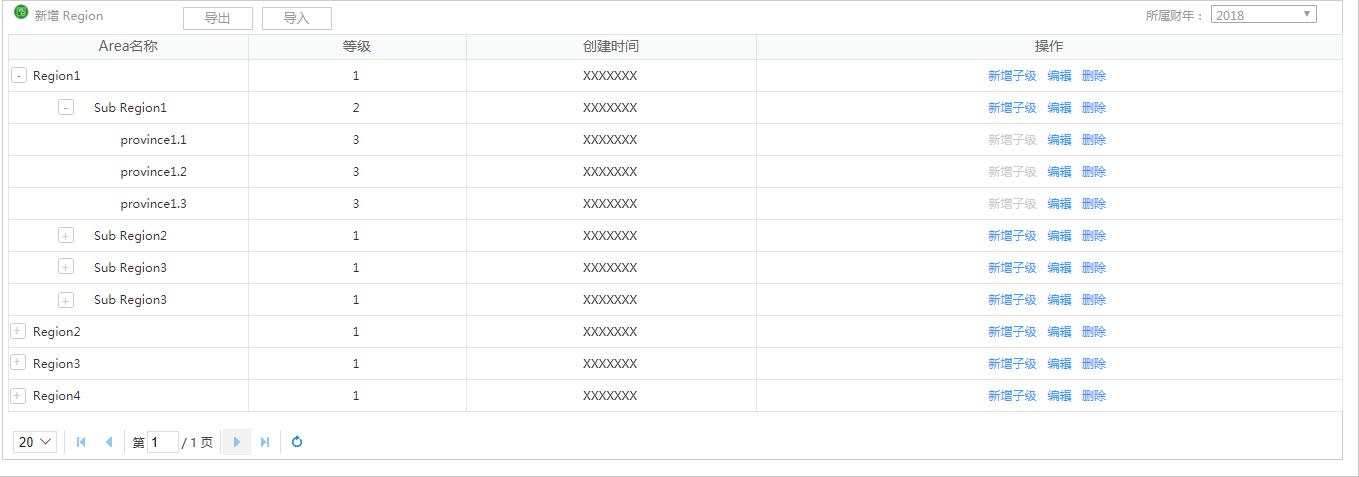 新增 Region 导出 导入 所属财年： 2018
Area名称 等级 创建时间 操作
- Region1 1 XXXXXXX 新增子级 编辑 删除
- Sub Region1 2 XXXXXXX 新增子级 编辑 删除
province1.1 3 XXXXXXX 新增子级 编辑 删除
province1.2 3 XXXXXXX 新增子级 编辑 删除
province1.3 3 XXXXXXX 新增子级 编辑 删除
+ Sub Region2 1 XXXXXXX 新增子级 编辑 删除
+ Sub Region3 1 XXXXXXX 新增子级 编辑 删除
+ Sub Region3 1 XXXXXXX 新增子级 编辑 删除
+ Region2 1 XXXXXXX 新增子级 编辑 删除
+ Region3 1 XXXXXXX 新增子级 编辑 删除
+ Region4 1 XXXXXXX 新增子级 编辑 删除
20 第 1 / 1 页